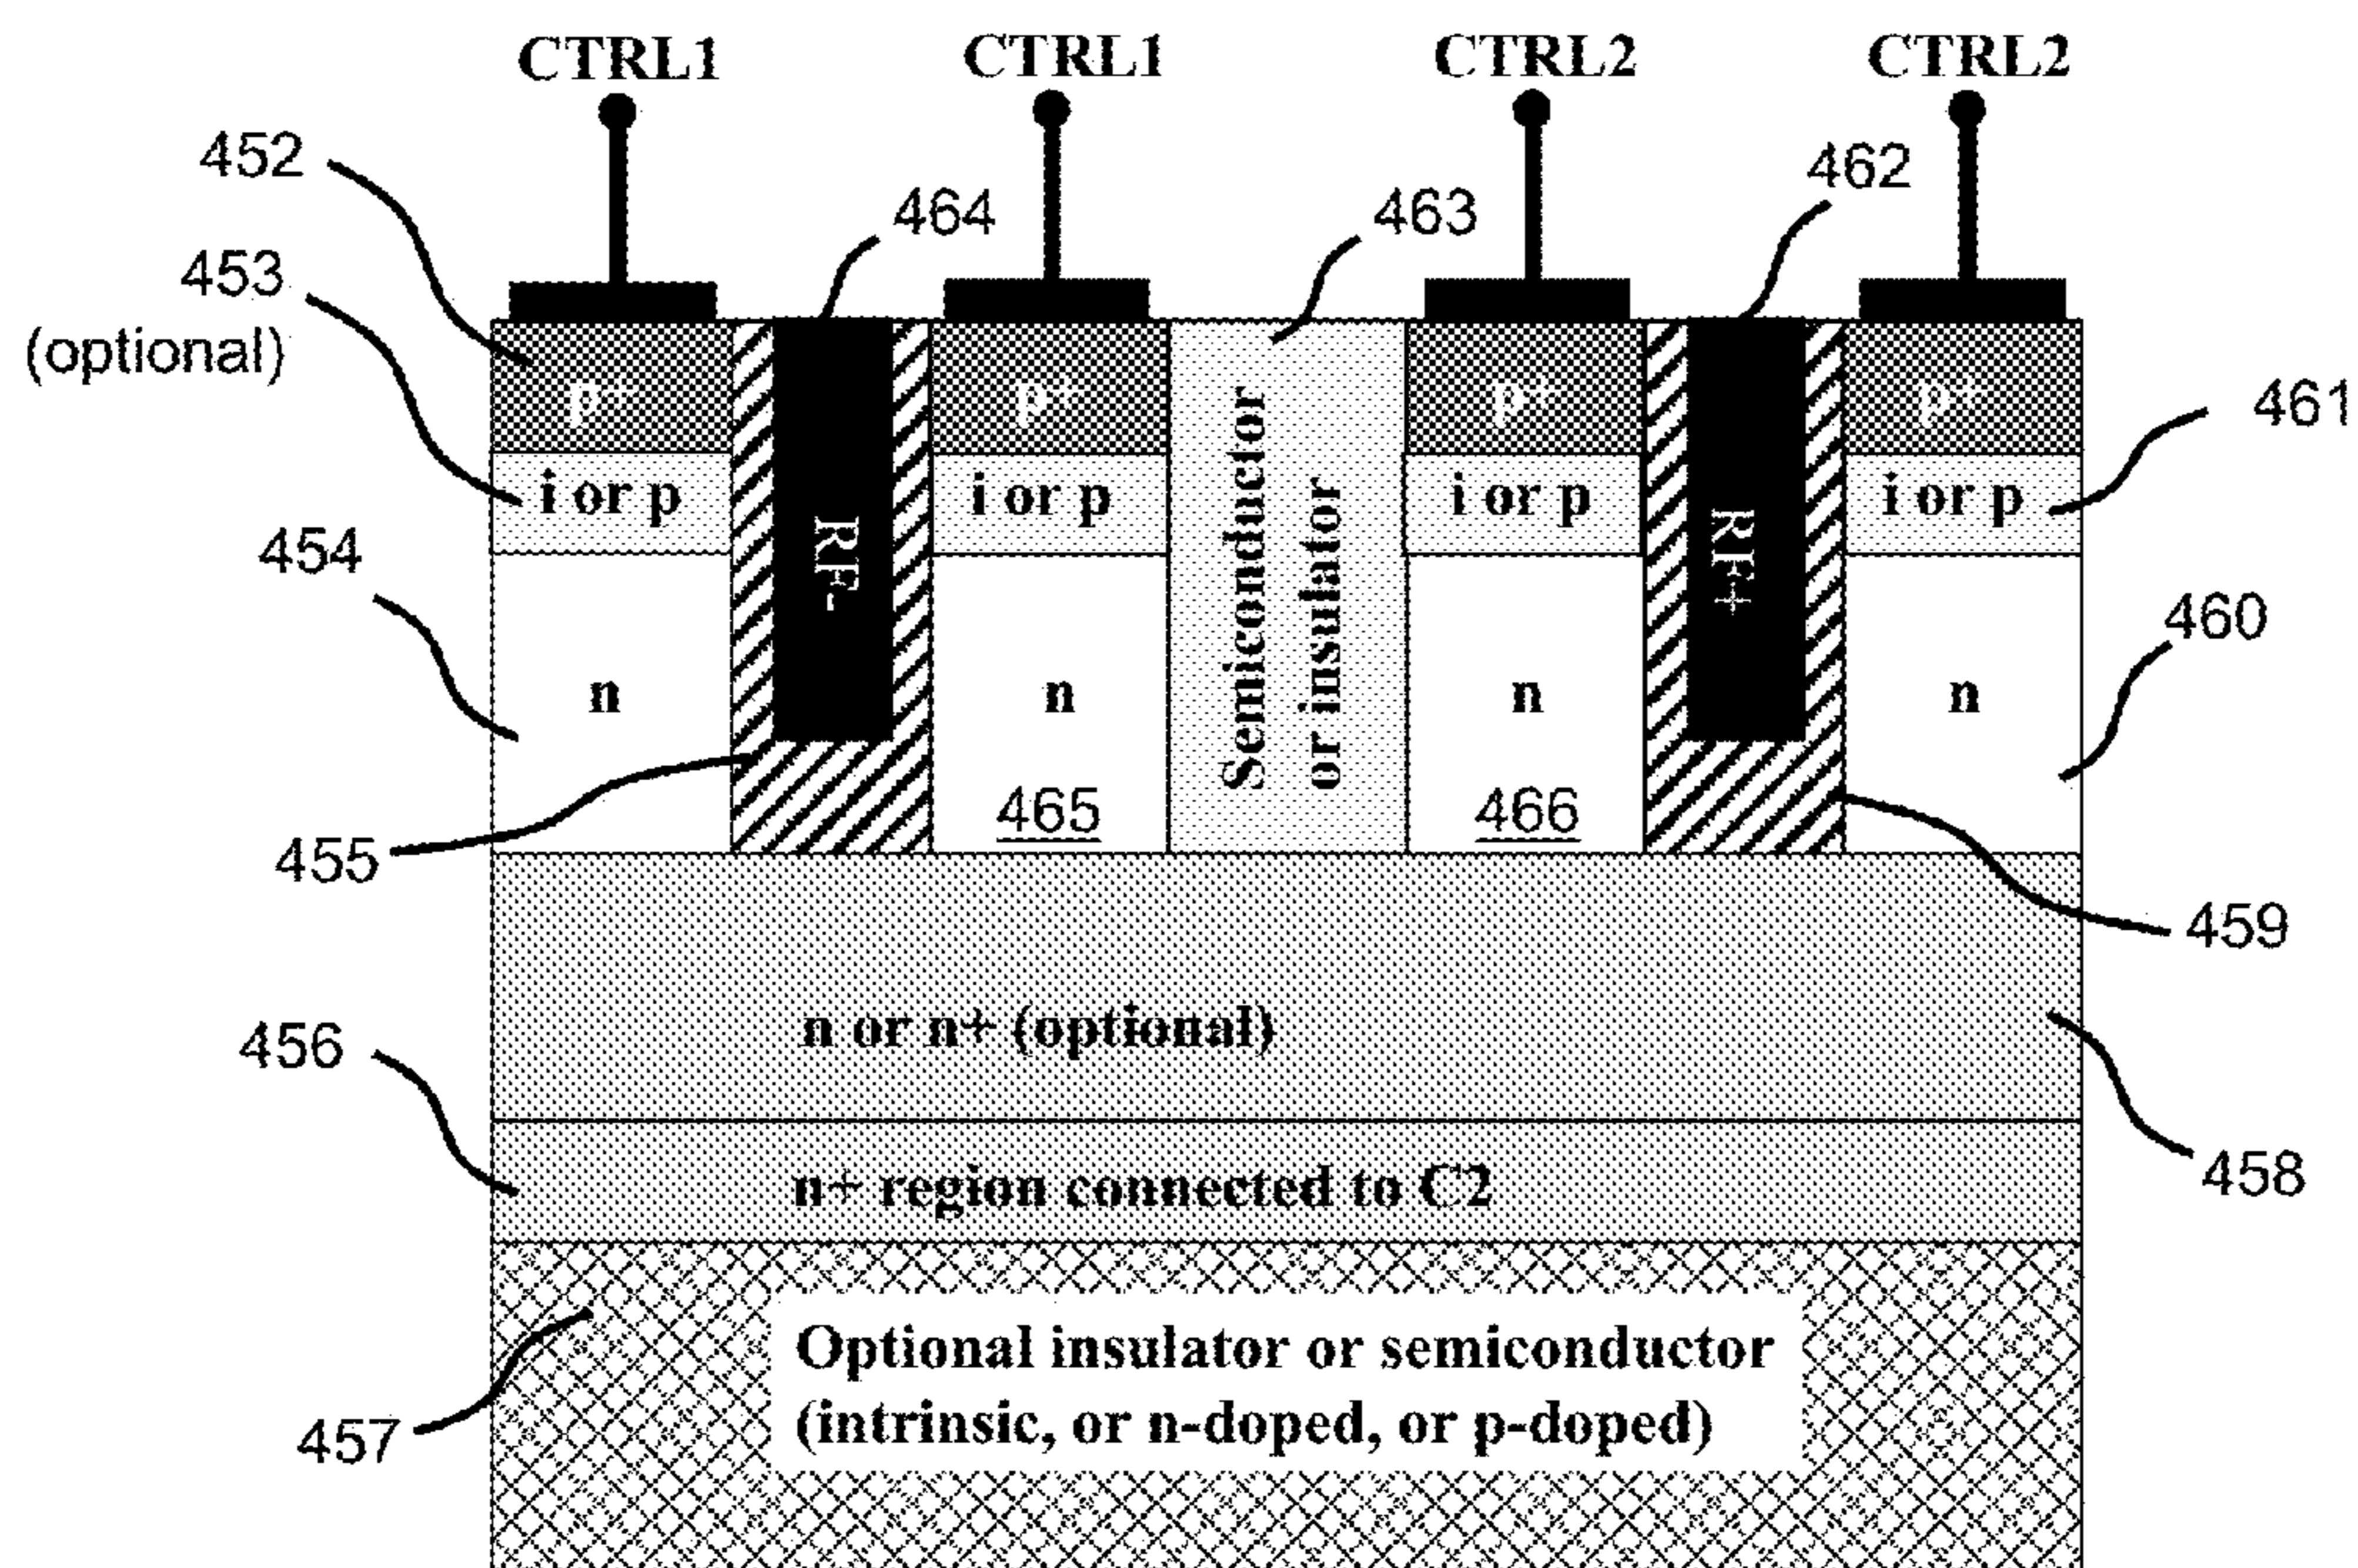 CTRL1 CTRL1 CTRL2 CTRL2
452
462
464 463
453
(optional)
p+ p+ p+ p+
461
i or p i or p i or p i or p
454
RF-
RF+
Semiconductor
or insulator
460
n n n n
465 466
455
459
n or n+ (optional)
456
n+ region connected to C2
458
Optional insulator or semiconductor
(intrinsic, or n-doped, or p-doped)
457